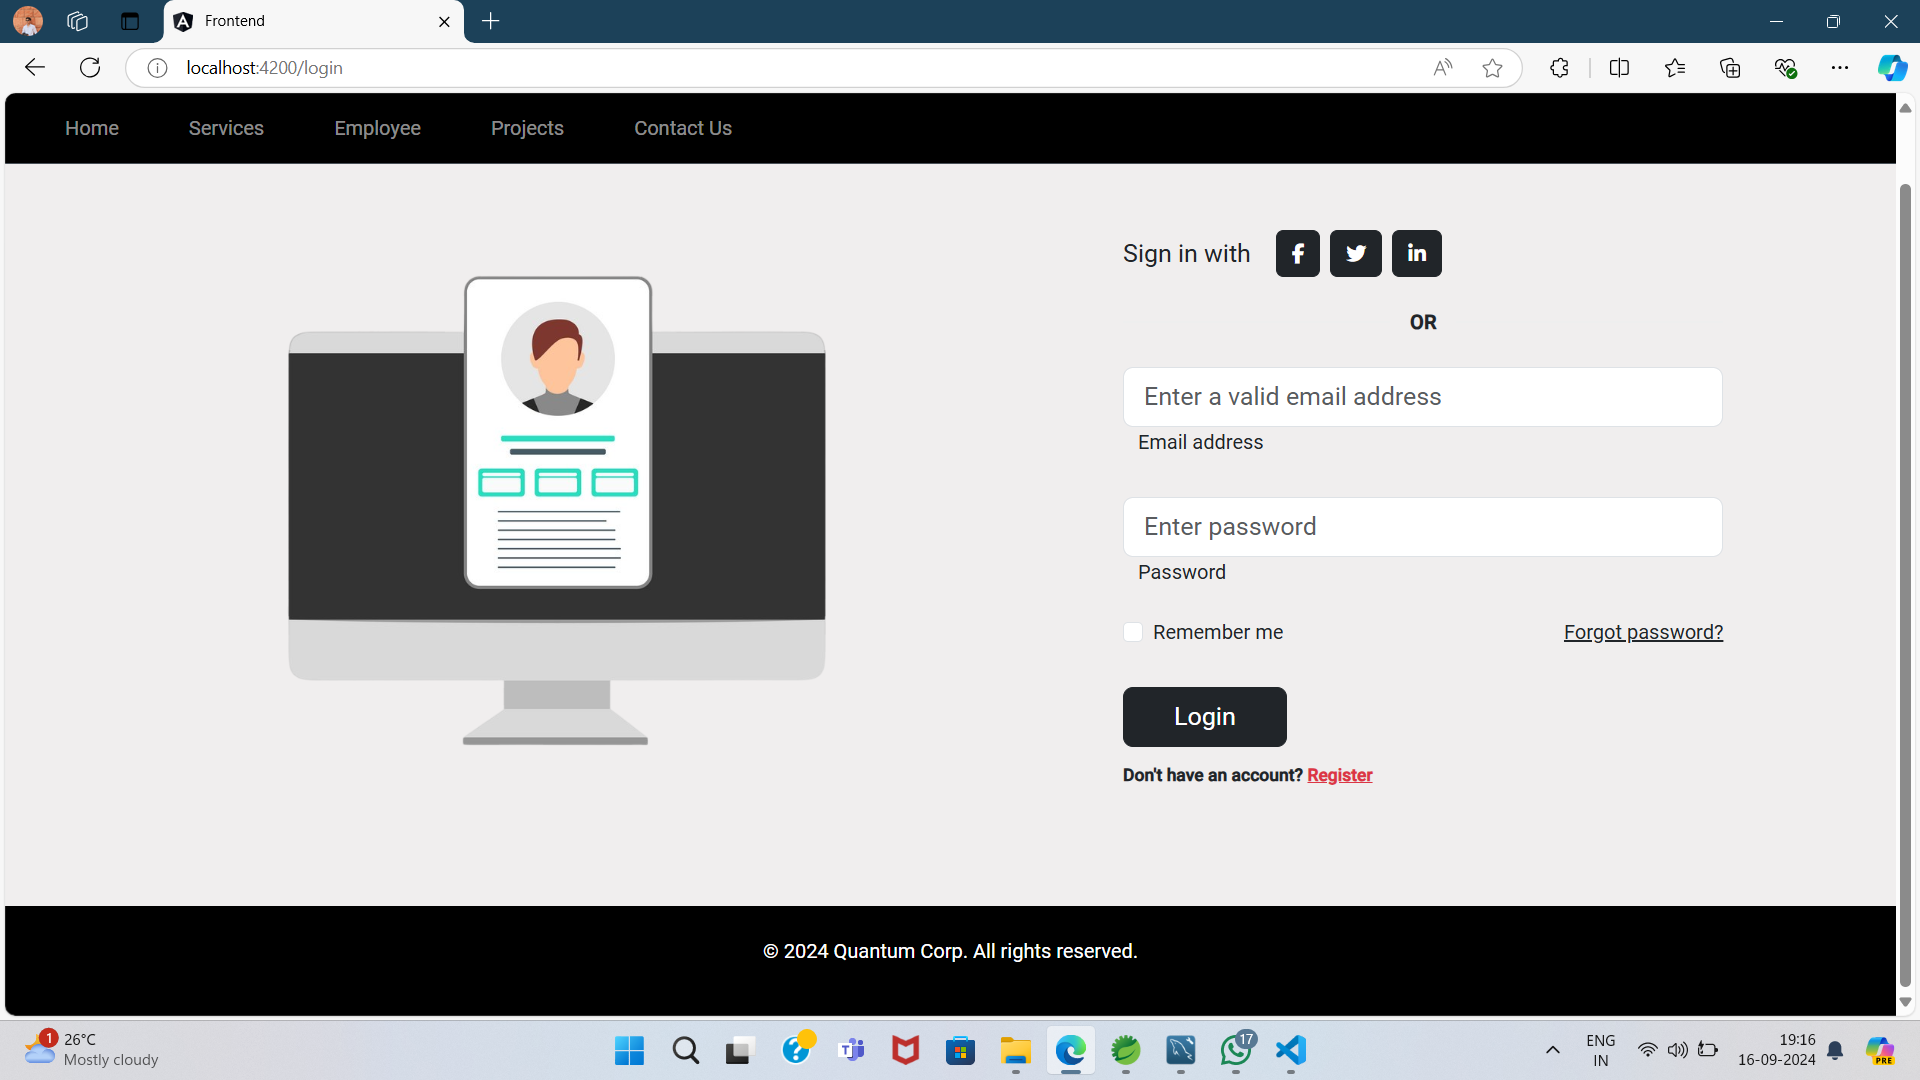 Frontend
localhost:4200/login
Home Services Employee Projects Contact Us
Sign in with
OR
Enter a valid email address
Email address
Enter password
Password
Remember me Forgot password?
Login
Don't have an account? Register
© 2024 Quantum Corp. All rights reserved.
1
26°C
Mostly cloudy
17
PRE
ENG
IN
19:16
16-09-2024